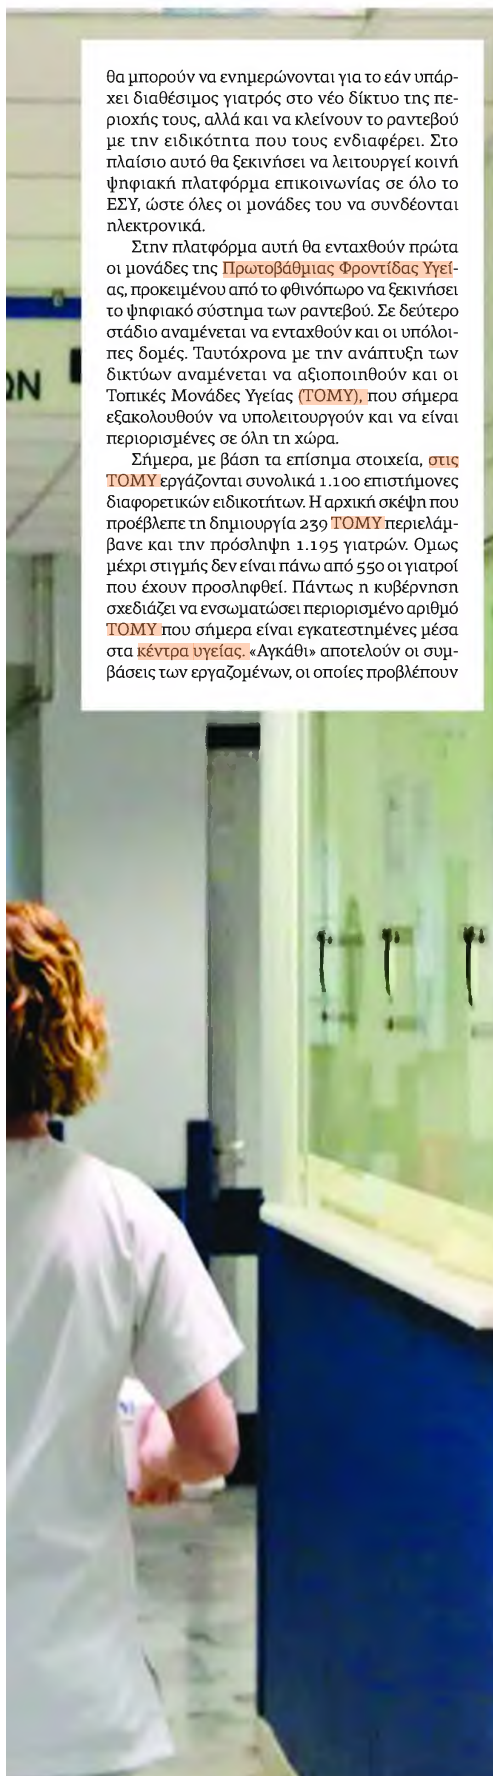 θα μπορούν να ενημερώνονται για το εάν υπάρ-
χει διαθέσιμος γιατρός στο νέο δίκτυο της πε-
ριοχής τους, αλλά και να κλείνουν το ραντεβού
με την ειδικότητα που τους ενδιαφέρει. Στο
πλαίσιο αυτό θα ξεκινήσει να λειτουργεί κοινή
ψηφιακή πλατφόρμα επικοινωνίας σε όλο το
ΕΣΥ, ώστε όλες οι μονάδες του να συνδέονται
ηλεκτρονικά.
Στην πλατφόρμα αυτή θα ενταχθούν πρώτα
οι μονάδες της Πρωτοβάθμιας Φροντίδας Υγεί-
ας, προκειμένου από το φθινόπωρο να ξεκινήσει
το ψηφιακό σύστημα των ραντεβού. Σε δεύτερο
στάδιο αναμένεται να ενταχθούν και οι υπόλοι-
πες δομές. Ταυτόχρονα με την ανάπτυξη των
δικτύων αναμένεται να αξιοποιηθούν και οι
Τοπικές Μονάδες Υγείας (ΤΟΜΥ), που σήμερα
εξακολουθούν να υπολειτουργούν και να είναι
περιορισμένες σε όλη τη χώρα.
Σήμερα, με βάση τα επίσημα στοιχεία, στις
ΤΟΜΥ εργάζονται συνολικά 1.100 επιστήμονες
διαφορετικών ειδικοτήτων. Η αρχική σκέψη που
προέβλεπε τη δημιουργία 239 ΤΟΜΥ περιελάμ-
βανε και την πρόσληψη 1.195 γιατρών. Ομως
μέχρι στιγμής δεν είναι πάνω από 550 οι γιατροί
που έχουν προσληφθεί. Πάντως η κυβέρνηση
σχεδιάζει να ενσωματώσει περιορισμένο αριθμό
ΤΟΜΥ που σήμερα είναι εγκατεστημένες μέσα
στα κέντρα υγείας. «Αγκάθι» αποτελούν οι συμ-
βάσεις των εργαζομένων, οι οποίες προβλέπουν
ΩΝ